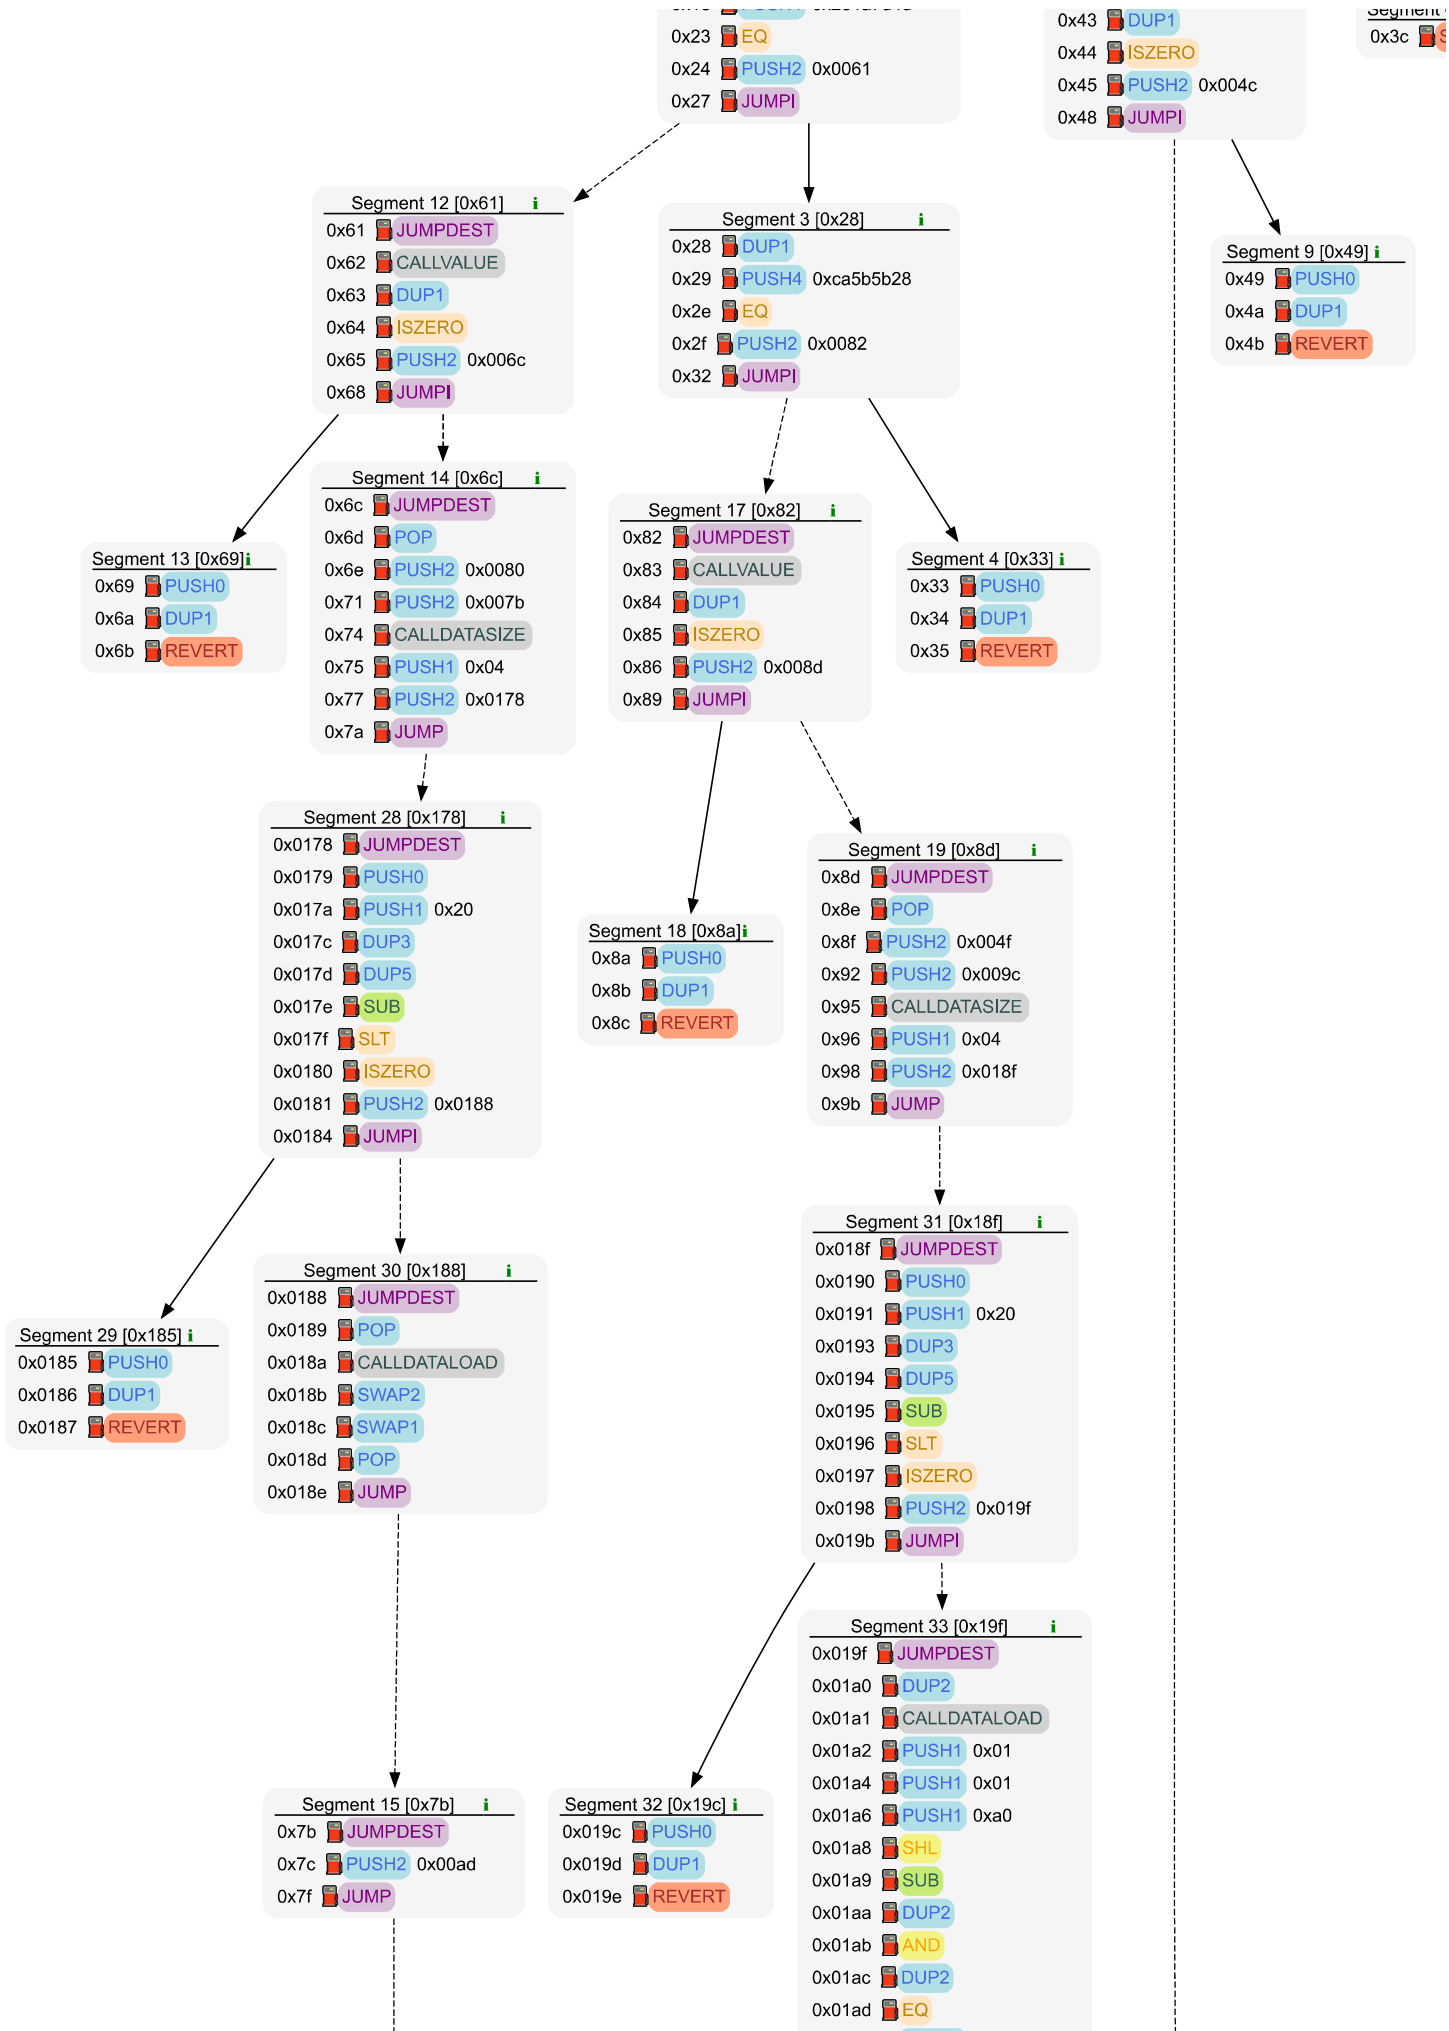 0x23 EQ
0x24 PUSH2 0x0061
0x27 JUMPI
0x43 DUP1
0x44 ISZERO
0x45 PUSH2 0x004c
0x48 JUMPI
Segment
0x3c
Segment 12 [0x61] i
0x61 JUMPDEST
0x62 CALLVALUE
0x63 DUP1
0x64 ISZERO
0x65 PUSH2 0x006c
0x68 JUMPI
Segment 3 [0x28] i
0x28 DUP1
0x29 PUSH4 0xca5b5b28
0x2e EQ
0x2f PUSH2 0x0082
0x32 JUMPI
Segment 9 [0x49] i
0x49 PUSH0
0x4a DUP1
0x4b REVERT
Segment 14 [0x6c] i
0x6c JUMPDEST
0x6d POP
0x6e PUSH2 0x0080
0x71 PUSH2 0x007b
0x74 CALLDATASIZE
0x75 PUSH1 0x04
0x77 PUSH2 0x0178
0x7a JUMP
Segment 13 [0x69] i
0x69 PUSH0
0x6a DUP1
0x6b REVERT
Segment 17 [0x82] i
0x82 JUMPDEST
0x83 CALLVALUE
0x84 DUP1
0x85 ISZERO
0x86 PUSH2 0x008d
0x89 JUMPI
Segment 4 [0x33] i
0x33 PUSH0
0x34 DUP1
0x35 REVERT
Segment 28 [0x178] i
0x0178 JUMPDEST
0x0179 PUSH0
0x017a PUSH1 0x20
0x017c DUP3
0x017d DUP5
0x017e SUB
0x017f SLT
0x0180 ISZERO
0x0181 PUSH2 0x0188
0x0184 JUMPI
Segment 18 [0x8a] i
0x8a PUSH0
0x8b DUP1
0x8c REVERT
Segment 19 [0x8d] i
0x8d JUMPDEST
0x8e POP
0x8f PUSH2 0x004f
0x92 PUSH2 0x009c
0x95 CALLDATASIZE
0x96 PUSH1 0x04
0x98 PUSH2 0x018f
0x9b JUMP
Segment 29 [0x185] i
0x0185 PUSH0
0x0186 DUP1
0x0187 REVERT
Segment 30 [0x188] i
0x0188 JUMPDEST
0x0189 POP
0x018a CALLDATALOAD
0x018b SWAP2
0x018c SWAP1
0x018d POP
0x018e JUMP
Segment 31 [0x18f] i
0x018f JUMPDEST
0x0190 PUSH0
0x0191 PUSH1 0x20
0x0193 DUP3
0x0194 DUP5
0x0195 SUB
0x0196 SLT
0x0197 ISZERO
0x0198 PUSH2 0x019f
0x019b JUMPI
Segment 15 [0x7b] i
0x7b JUMPDEST
0x7c PUSH2 0x00ad
0x7f JUMP
Segment 32 [0x19c] i
0x019c PUSH0
0x019d DUP1
0x019e REVERT
Segment 33 [0x19f] i
0x019f JUMPDEST
0x01a0 DUP2
0x01a1 CALLDATALOAD
0x01a2 PUSH1 0x01
0x01a4 PUSH1 0x01
0x01a6 PUSH1 0xa0
0x01a8 SHL
0x01a9 SUB
0x01aa DUP2
0x01ab AND
0x01ac DUP2
0x01ad EQ